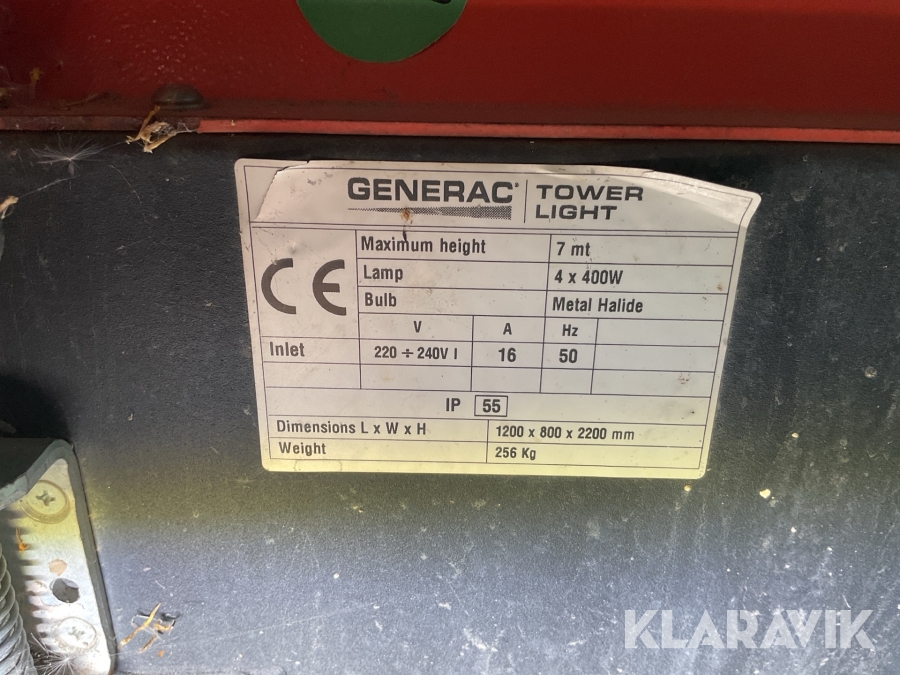 GENERAC® TOWER LIGHT
CE
Maximum height 7 mt
Lamp 4 x 400W
Bulb Metal Halide
V A Hz
Inlet 220 ÷ 240V I 16 50
IP 55
Dimensions L x W x H 1200 x 800 x 2200 mm
Weight 256 Kg
KLARAVIK